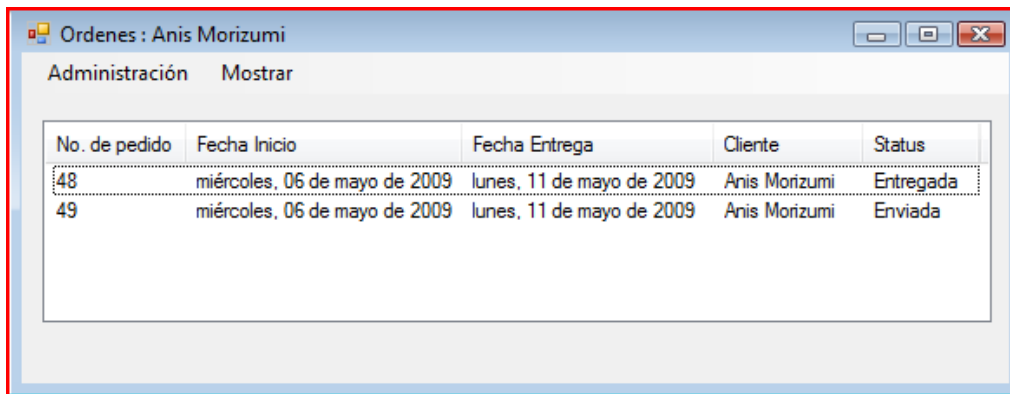 Ordenes : Anis Morizumi
Administración Mostrar
No. de pedido Fecha Inicio Fecha Entrega Cliente Status
48 miércoles, 06 de mayo de 2009 lunes, 11 de mayo de 2009 Anis Morizumi Entregada
49 miércoles, 06 de mayo de 2009 lunes, 11 de mayo de 2009 Anis Morizumi Enviada